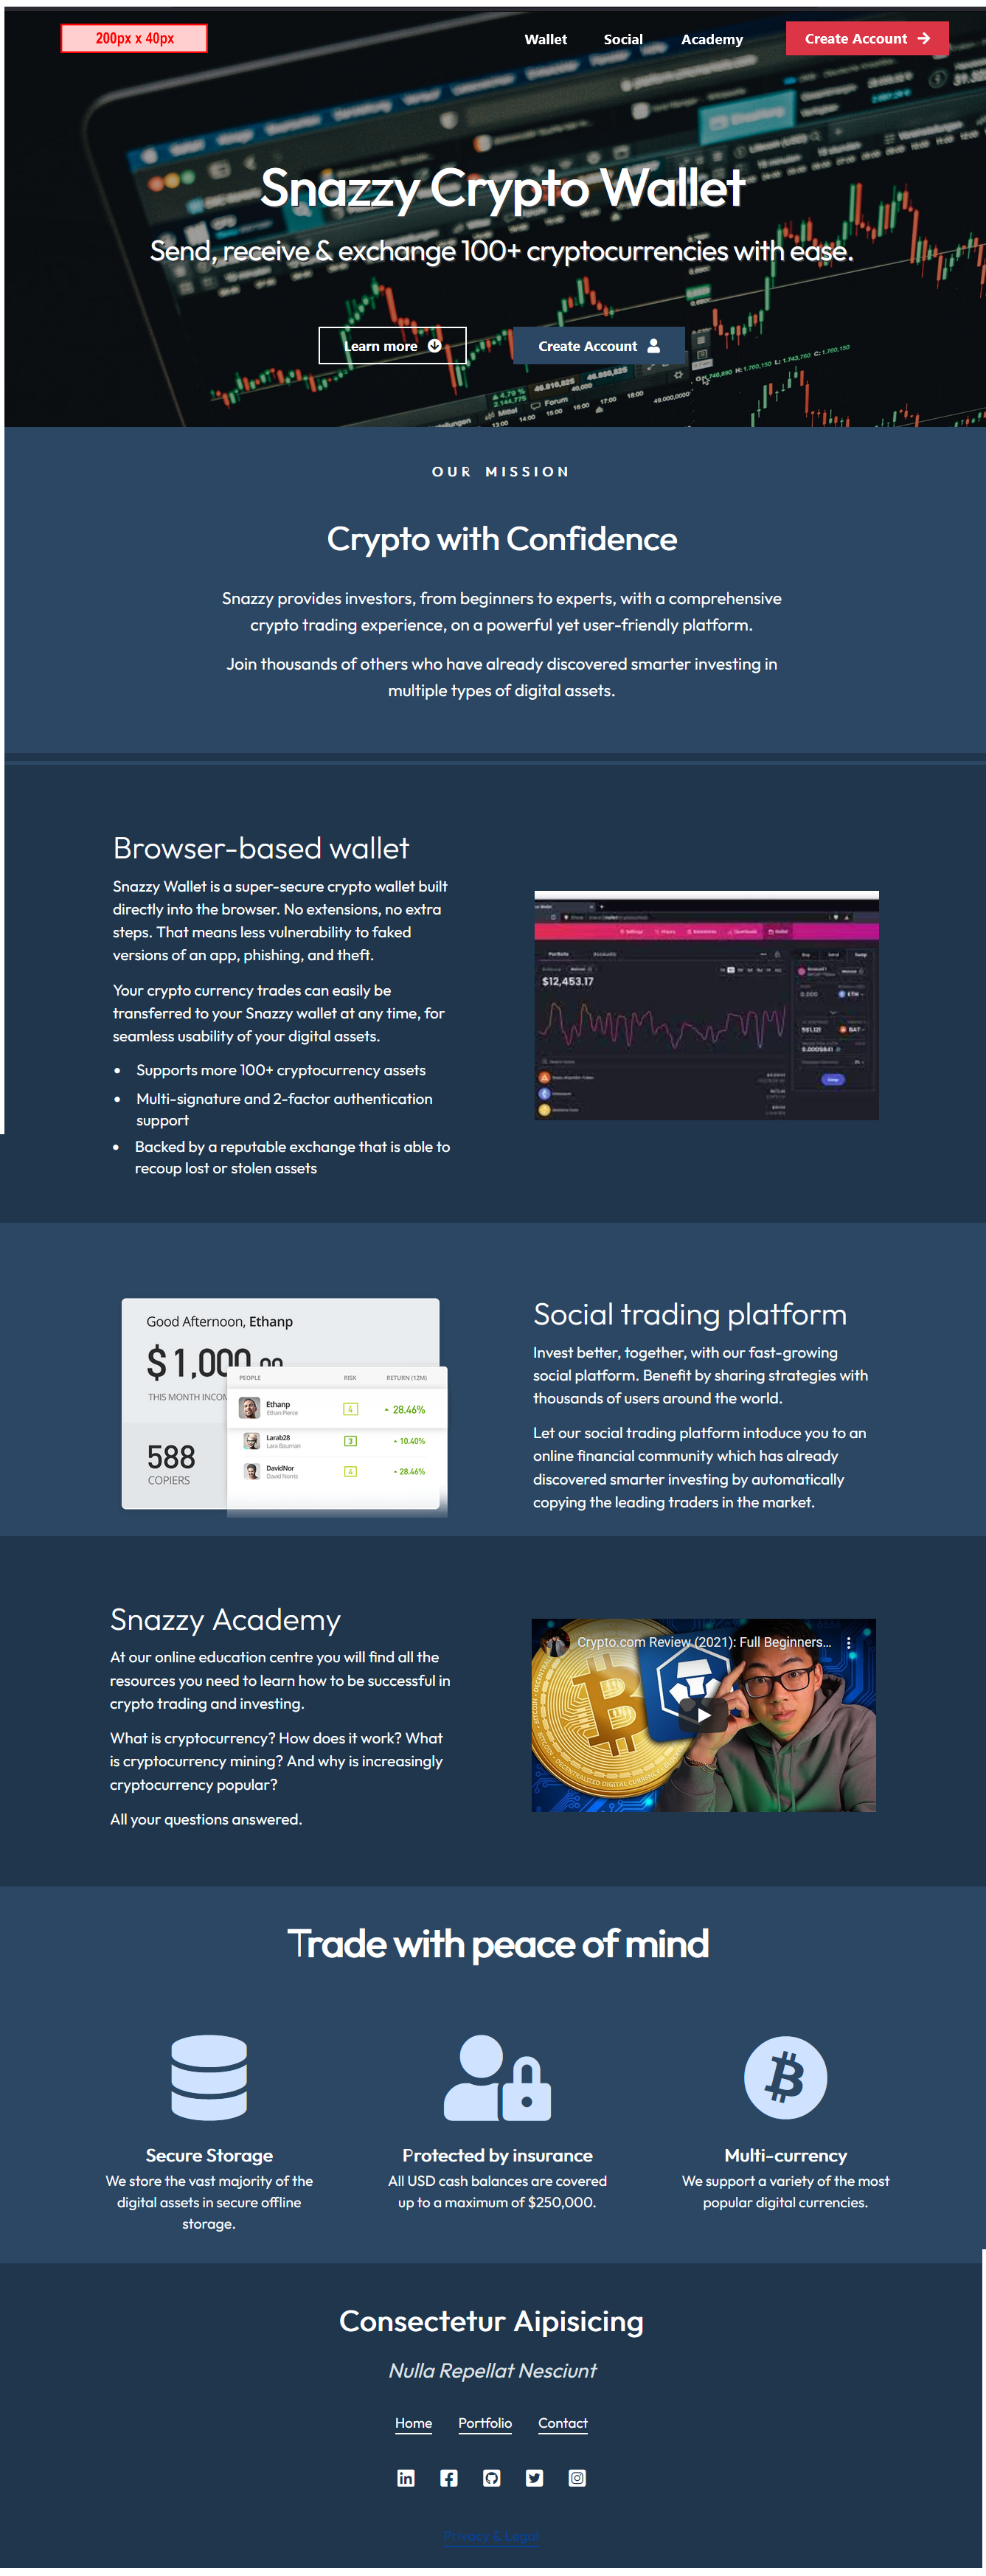 200px x 40px
Wallet Social Academy Create Account
Snazzy Crypto Wallet
Send, receive & exchange 100+ cryptocurrencies with ease.
Learn more Create Account
OUR MISSION
Crypto with Confidence
Snazzy provides investors, from beginners to experts, with a comprehensive
crypto trading experience, on a powerful yet user-friendly platform.
Join thousands of others who have already discovered smarter investing in
multiple types of digital assets.
Browser-based wallet
Snazzy Wallet is a super-secure crypto wallet built
directly into the browser. No extensions, no extra
steps. That means less vulnerability to faked
versions of an app, phishing, and theft.
Your crypto currency trades can easily be
transferred to your Snazzy wallet at any time, for
seamless usability of your digital assets.
• Supports more 100+ cryptocurrency assets
• Multi-signature and 2-factor authentication
support
• Backed by a reputable exchange that is able to
recoup lost or stolen assets
Portfolio Accounts
$12,453.17
ETH
BAT
Swap
Good Afternoon, Ethanp
$1,000
THIS MONTH INCOM
588
COPIERS
PEOPLE RISK RETURN (12M)
Ethanp
Ethan Pierce
4 28.46%
Larab28
Lara Bauman
3 10.40%
DavidNor
David Norris
4 28.46%
Social trading platform
Invest better, together, with our fast-growing
social platform. Benefit by sharing strategies with
thousands of users around the world.
Let our social trading platform intoduce you to an
online financial community which has already
discovered smarter investing by automatically
copying the leading traders in the market.
Snazzy Academy
At our online education centre you will find all the
resources you need to learn how to be successful in
crypto trading and investing.
What is cryptocurrency? How does it work? What
is cryptocurrency mining? And why is increasingly
cryptocurrency popular?
All your questions answered.
Crypto.com Review (2021): Full Beginners...
Trade with peace of mind
Secure Storage
We store the vast majority of the
digital assets in secure offline
storage.
Protected by insurance
All USD cash balances are covered
up to a maximum of $250,000.
Multi-currency
We support a variety of the most
popular digital currencies.
Consectetur Aipisicing
Nulla Repellat Nesciunt
Home Portfolio Contact
Privacy & Legal